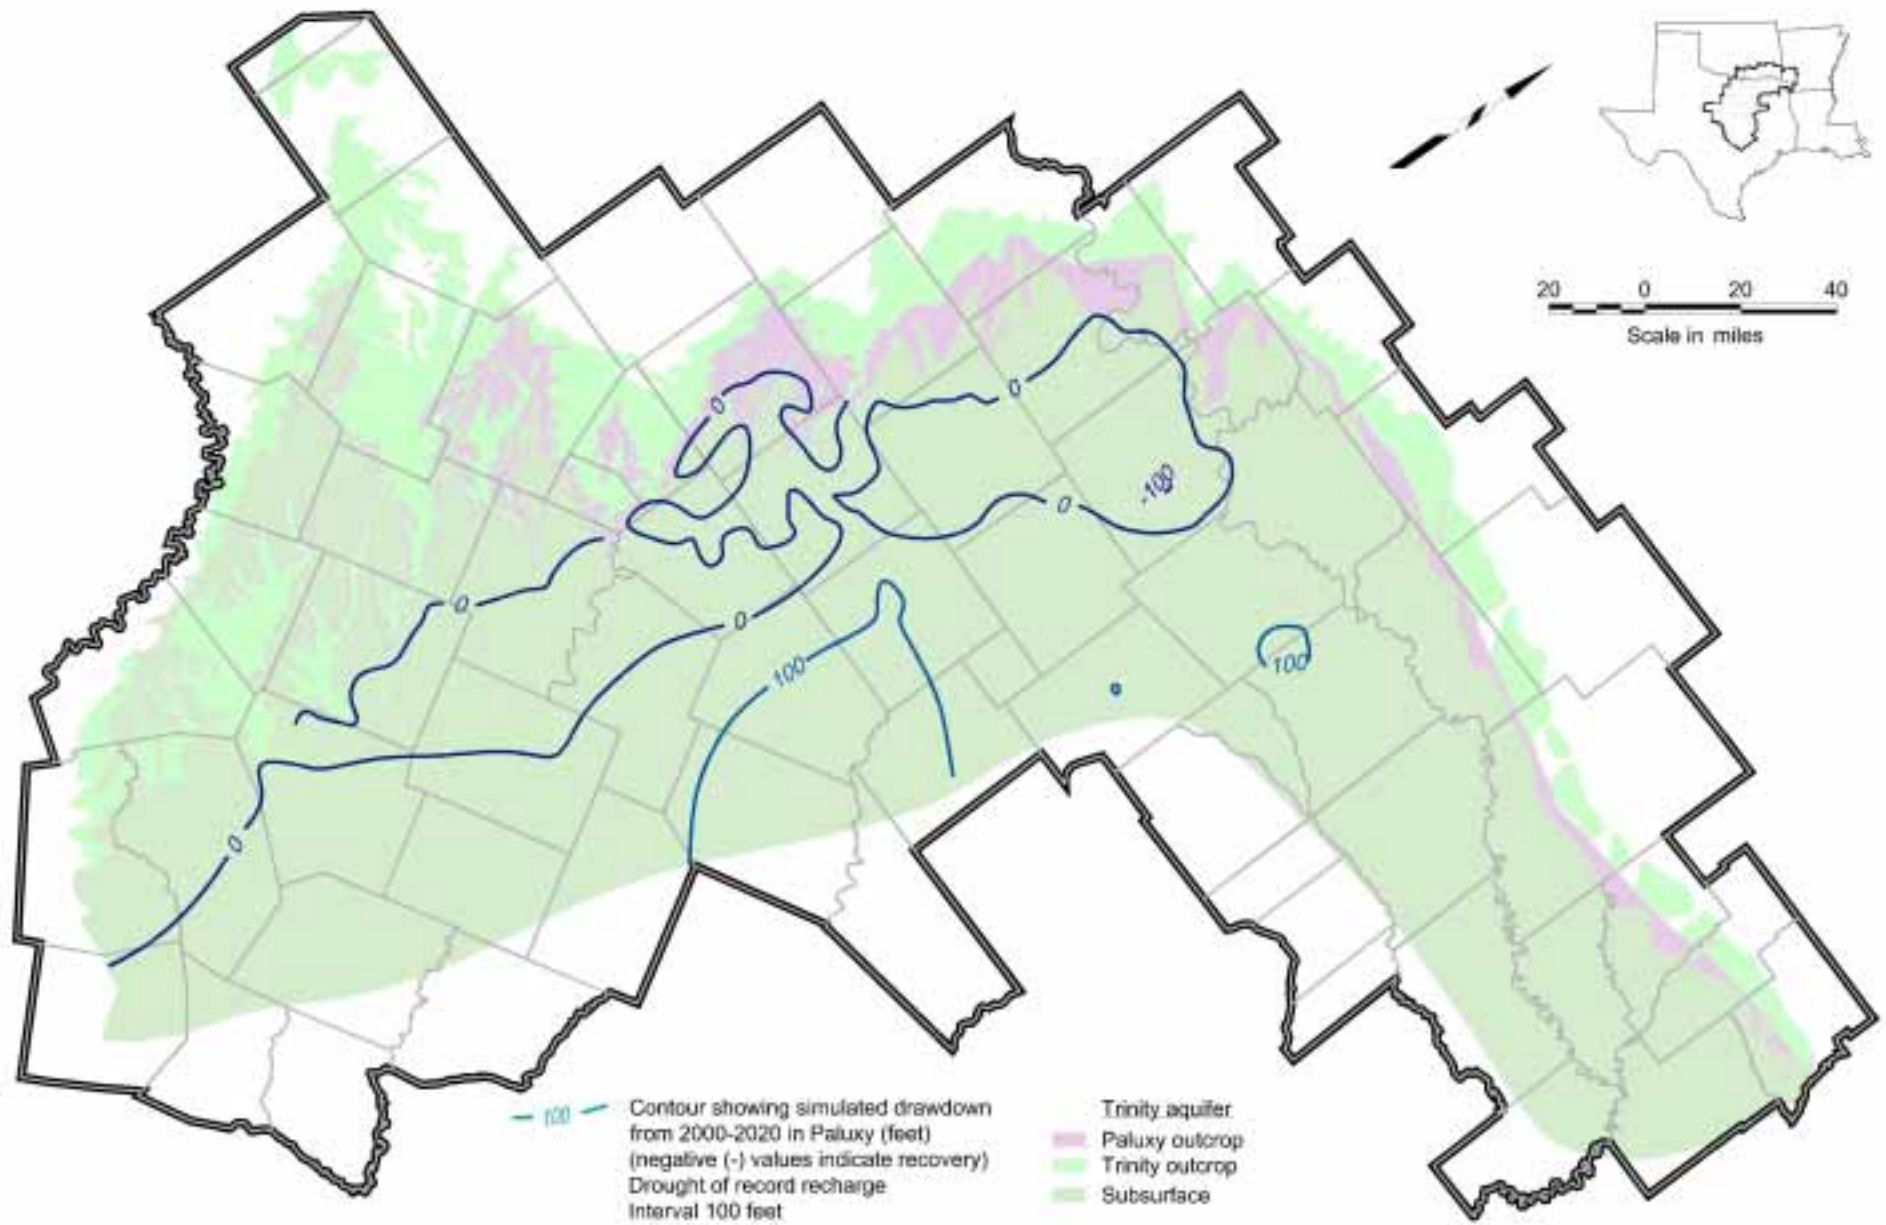 20 0 20 40
Scale in miles
0
0
0
-100
0
0
0
100
100
0
100 Contour showing simulated drawdown
from 2000-2020 in Paluxy (feet)
(negative (-) values indicate recovery)
Drought of record recharge
Interval 100 feet
Trinity aquifer
Paluxy outcrop
Trinity outcrop
Subsurface